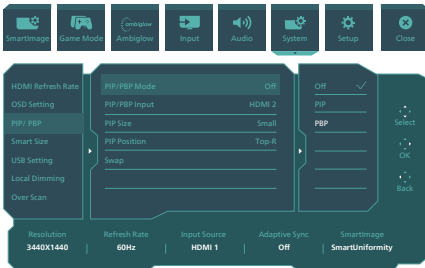 ambiglow
SmartImage
Game Mode
Ambiglow
Input
Audio
System
Setup
Close
HDMI Refresh Rate
OSD Setting
PIP/ PBP
Smart Size
USB Setting
Local Dimming
Over Scan
PIP/PBP Mode Off
PIP/PBP Input HDMI 2
PIP Size Small
PIP Position Top-R
Swap
Off
PIP
PBP
Select
OK
Back
Resolution
3440X1440
Refresh Rate
60Hz
Input Source
HDMI 1
Adaptive Sync
Off
SmartImage
SmartUniformity